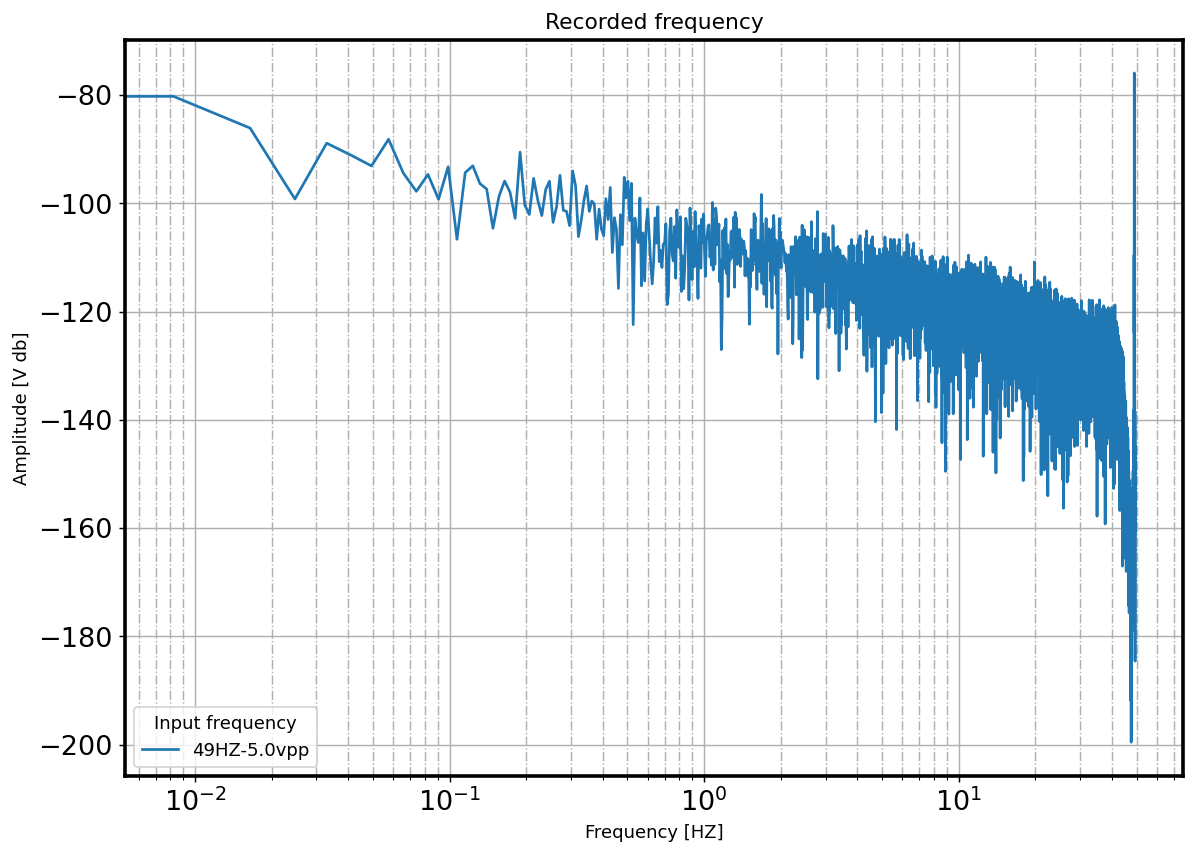 Recorded frequency
Amplitude [V db]
−80
−100
−120
−140
−160
−180
−200
Input frequency
49HZ-5.0vpp
10⁻² 10⁻¹ 10⁰ 10¹
Frequency [HZ]